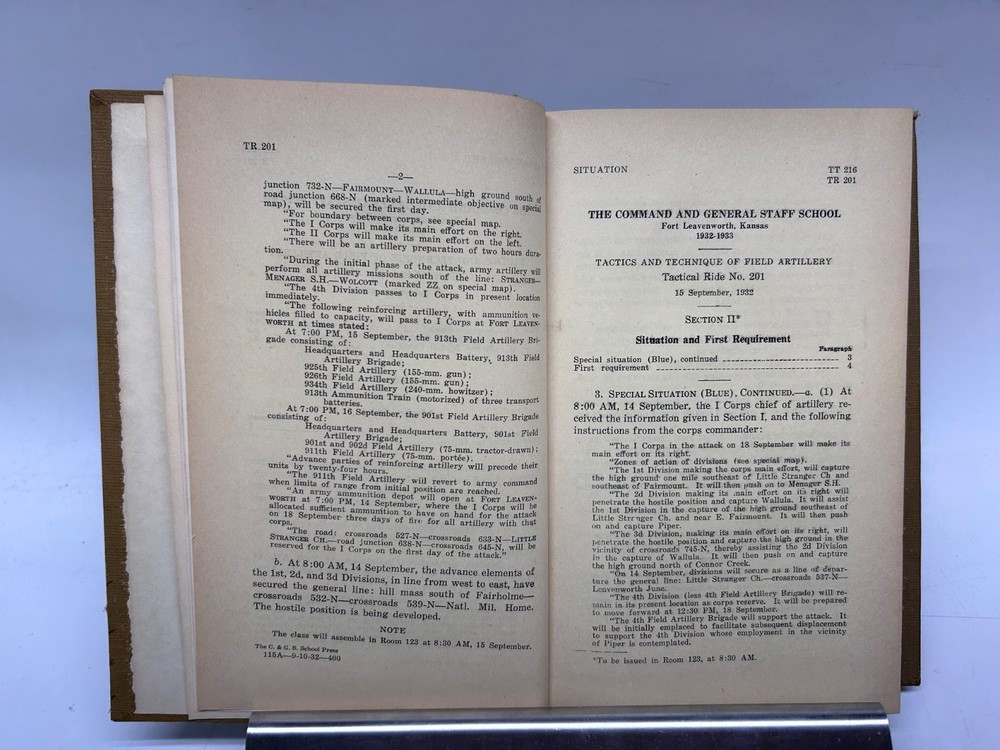 TR 201
—2—
junction 732-N—FAIRMOUNT—WALLULA—high ground south of
road junction 668-N (marked intermediate objective on special
map), will be secured the first day.
"For boundary between corps, see special map.
"The I Corps will make its main effort on the right.
"The II Corps will make its main effort on the left.
"There will be an artillery preparation of two hours dura-
tion.
"During the initial phase of the attack, army artillery will
perform all artillery missions south of the line: STRANGER—
MENAGER S.H.—WOLCOTT (marked ZZ on special map).
"The 4th Division passes to I Corps in present location
immediately.
"The following reinforcing artillery, with ammunition ve-
hicles filled to capacity, will pass to I Corps at FORT LEAVEN-
WORTH at times stated:
At 7:00 PM, 15 September, the 913th Field Artillery Bri-
gade consisting of:
Headquarters and Headquarters Battery, 913th Field
Artillery Brigade;
925th Field Artillery (155-mm. gun);
926th Field Artillery (155-mm. gun);
934th Field Artillery (240-mm. howitzer);
913th Ammunition Train (motorized) of three transport
batteries.
At 7:00 PM, 16 September, the 901st Field Artillery Brigade
consisting of:
Headquarters and Headquarters Battery, 901st Field
Artillery Brigade;
901st and 902d Field Artillery (75-mm. tractor-drawn);
911th Field Artillery (75-mm. portée).
"Advance parties of reinforcing artillery will precede their
units by twenty-four hours.
"The 911th Field Artillery will revert to army command
when limits of range from initial position are reached.
"An army ammunition depot will open at FORT LEAVEN-
WORTH at 7:00 PM, 14 September, where the I Corps will be
allocated sufficient ammunition to have on hand for the attack
on 18 September three days of fire for all artillery with that
corps.
"The road: crossroads 527-N—crossroads 633-N—LITTLE
STRANGER CH.—road junction 638-N—crossroads 645-N, will be
reserved for the I Corps on the first day of the attack."
b. At 8:00 AM, 14 September, the advance elements of
the 1st, 2d, and 3d Divisions, in line from west to east, have
secured the general line: hill mass south of Fairholme—
crossroads 532-N—crossroads 539-N—Natl. Mil. Home.
The hostile position is being developed.
NOTE
The class will assemble in Room 123 at 8:30 AM, 15 September.
The C. & G. S. School Press
115A—9-10-32—400
SITUATION
TT 216
TR 201
THE COMMAND AND GENERAL STAFF SCHOOL
Fort Leavenworth, Kansas
1932-1933
TACTICS AND TECHNIQUE OF FIELD ARTILLERY
Tactical Ride No. 201
15 September, 1932
SECTION II*
Situation and First Requirement
Paragraph
Special situation (Blue), continued ------------------------- 3
First requirement ------------------------- 4
3. SPECIAL SITUATION (BLUE), CONTINUED.—a. (1) At
8:00 AM, 14 September, the I Corps chief of artillery re-
ceived the information given in Section I, and the following
instructions from the corps commander:
"The I Corps in the attack on 18 September will make its
main effort on its right.
"Zones of action of divisions (see special map).
"The 1st Division making the corps main effort, will capture
the high ground one mile southeast of Little Stranger Ch and
southeast of Fairmount. It will then push on to Menager S.H.
"The 2d Division making its main effort on its right will
penetrate the hostile position and capture Wallula. It will assist
the 1st Division in the capture of the high ground southeast of
Little Stranger Ch. and near E. Fairmount. It will then push
on and capture Piper.
"The 3d Division, making its main effort on its right, will
penetrate the hostile position and capture the high ground in the
vicinity of crossroads 745-N, thereby assisting the 2d Division
in the capture of Wallula. It will then push on and capture
the high ground north of Connor Creek.
"On 14 September, divisions will secure as a line of depar-
ture the general line: Little Stranger Ch.—crossroads 537-N—
Leavenworth Junc.
"The 4th Division (less 4th Field Artillery Brigade) will re-
main in its present location as corps reserve. It will be prepared
to move forward at 12:30 PM, 18 September.
"The 4th Field Artillery Brigade will support the attack. It
will be initially emplaced to facilitate subsequent displacement
to support the 4th Division whose employment in the vicinity
of Piper is contemplated.
*To be issued in Room 123, at 8:30 AM.